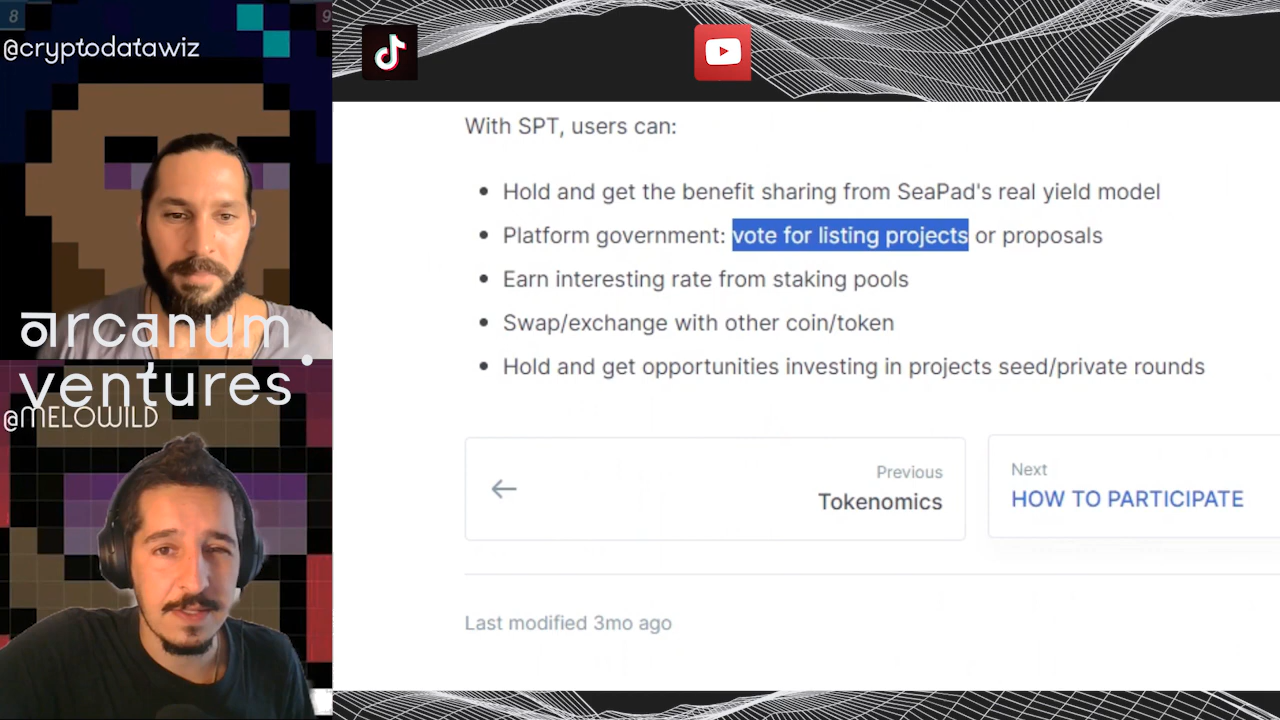 8
9
@cryptodatawiz
arcanum
ventures.
@MELOWILD
With SPT, users can:
Hold and get the benefit sharing from SeaPad's real yield model
Platform government: vote for listing projects or proposals
Earn interesting rate from staking pools
Swap/exchange with other coin/token
Hold and get opportunities investing in projects seed/private rounds
Previous
Tokenomics
Next
HOW TO PARTICIPATE
Last modified 3mo ago